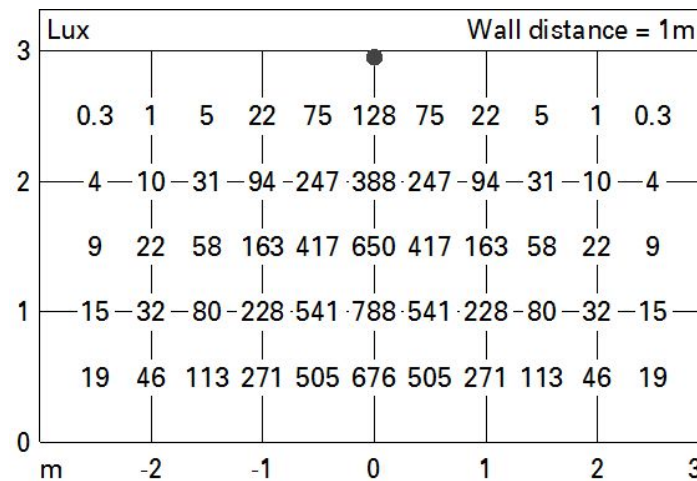 Lux Wall distance = 1m
3
0.3 1 5 22 75 128 75 22 5 1 0.3
2 4 10 31 94 247 388 247 94 31 10 4
9 22 58 163 417 650 417 163 58 22 9
1 15 32 80 228 541 788 541 228 80 32 15
19 46 113 271 505 676 505 271 113 46 19
0
m -2 -1 0 1 2 3